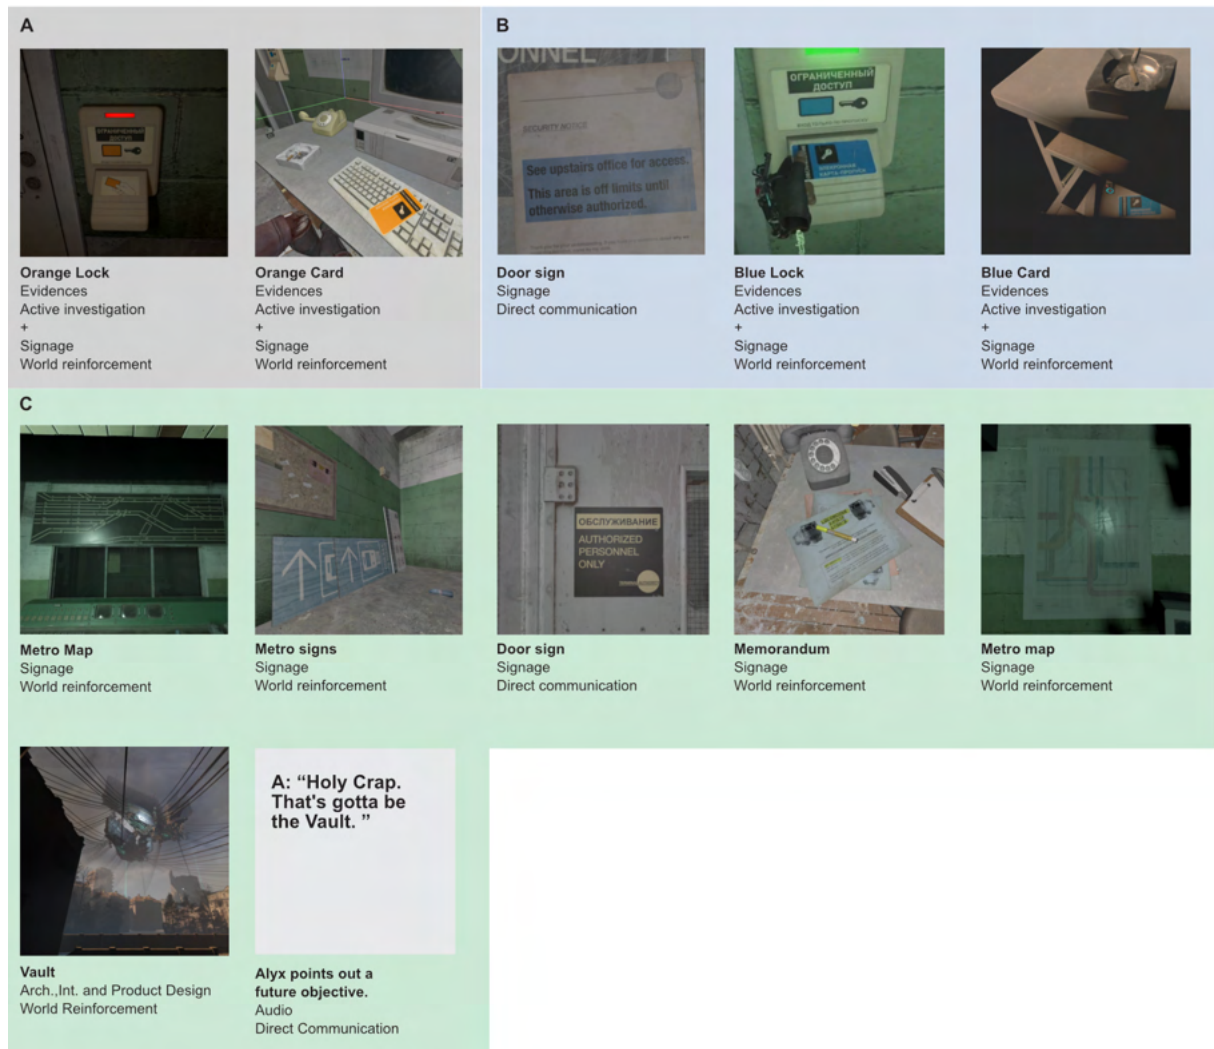 A
B
ОГРАНИЧЕННЫЙ
ДОСТУП
ONNEL
SECURITY NOTICE
See upstairs office for access.
This area is off limits until
otherwise authorized.
ОГРАНИЧЕННЫЙ
ДОСТУП
ЭЛЕКТРОННАЯ
КАРТА-ПРОПУСК
Orange Lock
Evidences
Active investigation
+
Signage
World reinforcement
Orange Card
Evidences
Active investigation
+
Signage
World reinforcement
Door sign
Signage
Direct communication
Blue Lock
Evidences
Active investigation
+
Signage
World reinforcement
Blue Card
Evidences
Active investigation
+
Signage
World reinforcement
C
ОБСЛУЖИВАНИЕ
AUTHORIZED
PERSONNEL
ONLY
Metro Map
Signage
World reinforcement
Metro signs
Signage
World reinforcement
Door sign
Signage
Direct communication
Memorandum
Signage
World reinforcement
Metro map
Signage
World reinforcement
A: “Holy Crap.
That's gotta be
the Vault. ”
Vault
Arch.,Int. and Product Design
World Reinforcement
Alyx points out a
future objective.
Audio
Direct Communication